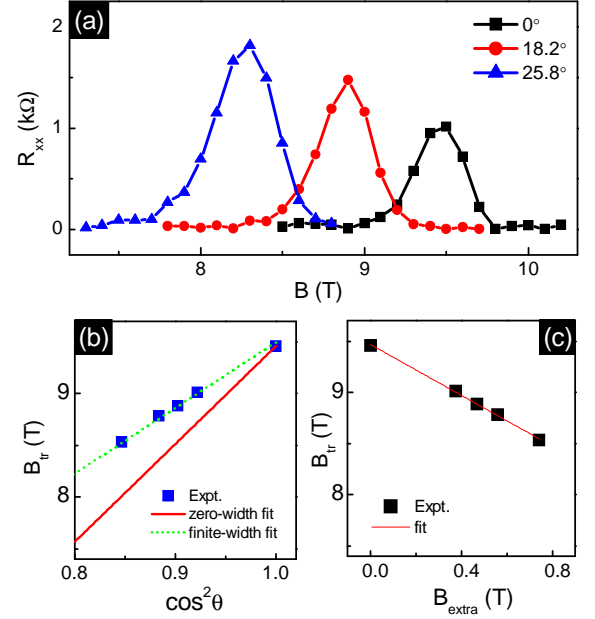 (a)
0°
18.2°
25.8°
2
1
0
R_xx (kΩ)
8 9 10
B (T)
(b)
9
8
B_tr (T)
Expt.
zero-width fit
finite-width fit
0.8 0.9 1.0
cos²θ
(c)
9
8
B_tr (T)
Expt.
fit
0.0 0.4 0.8
B_extra (T)